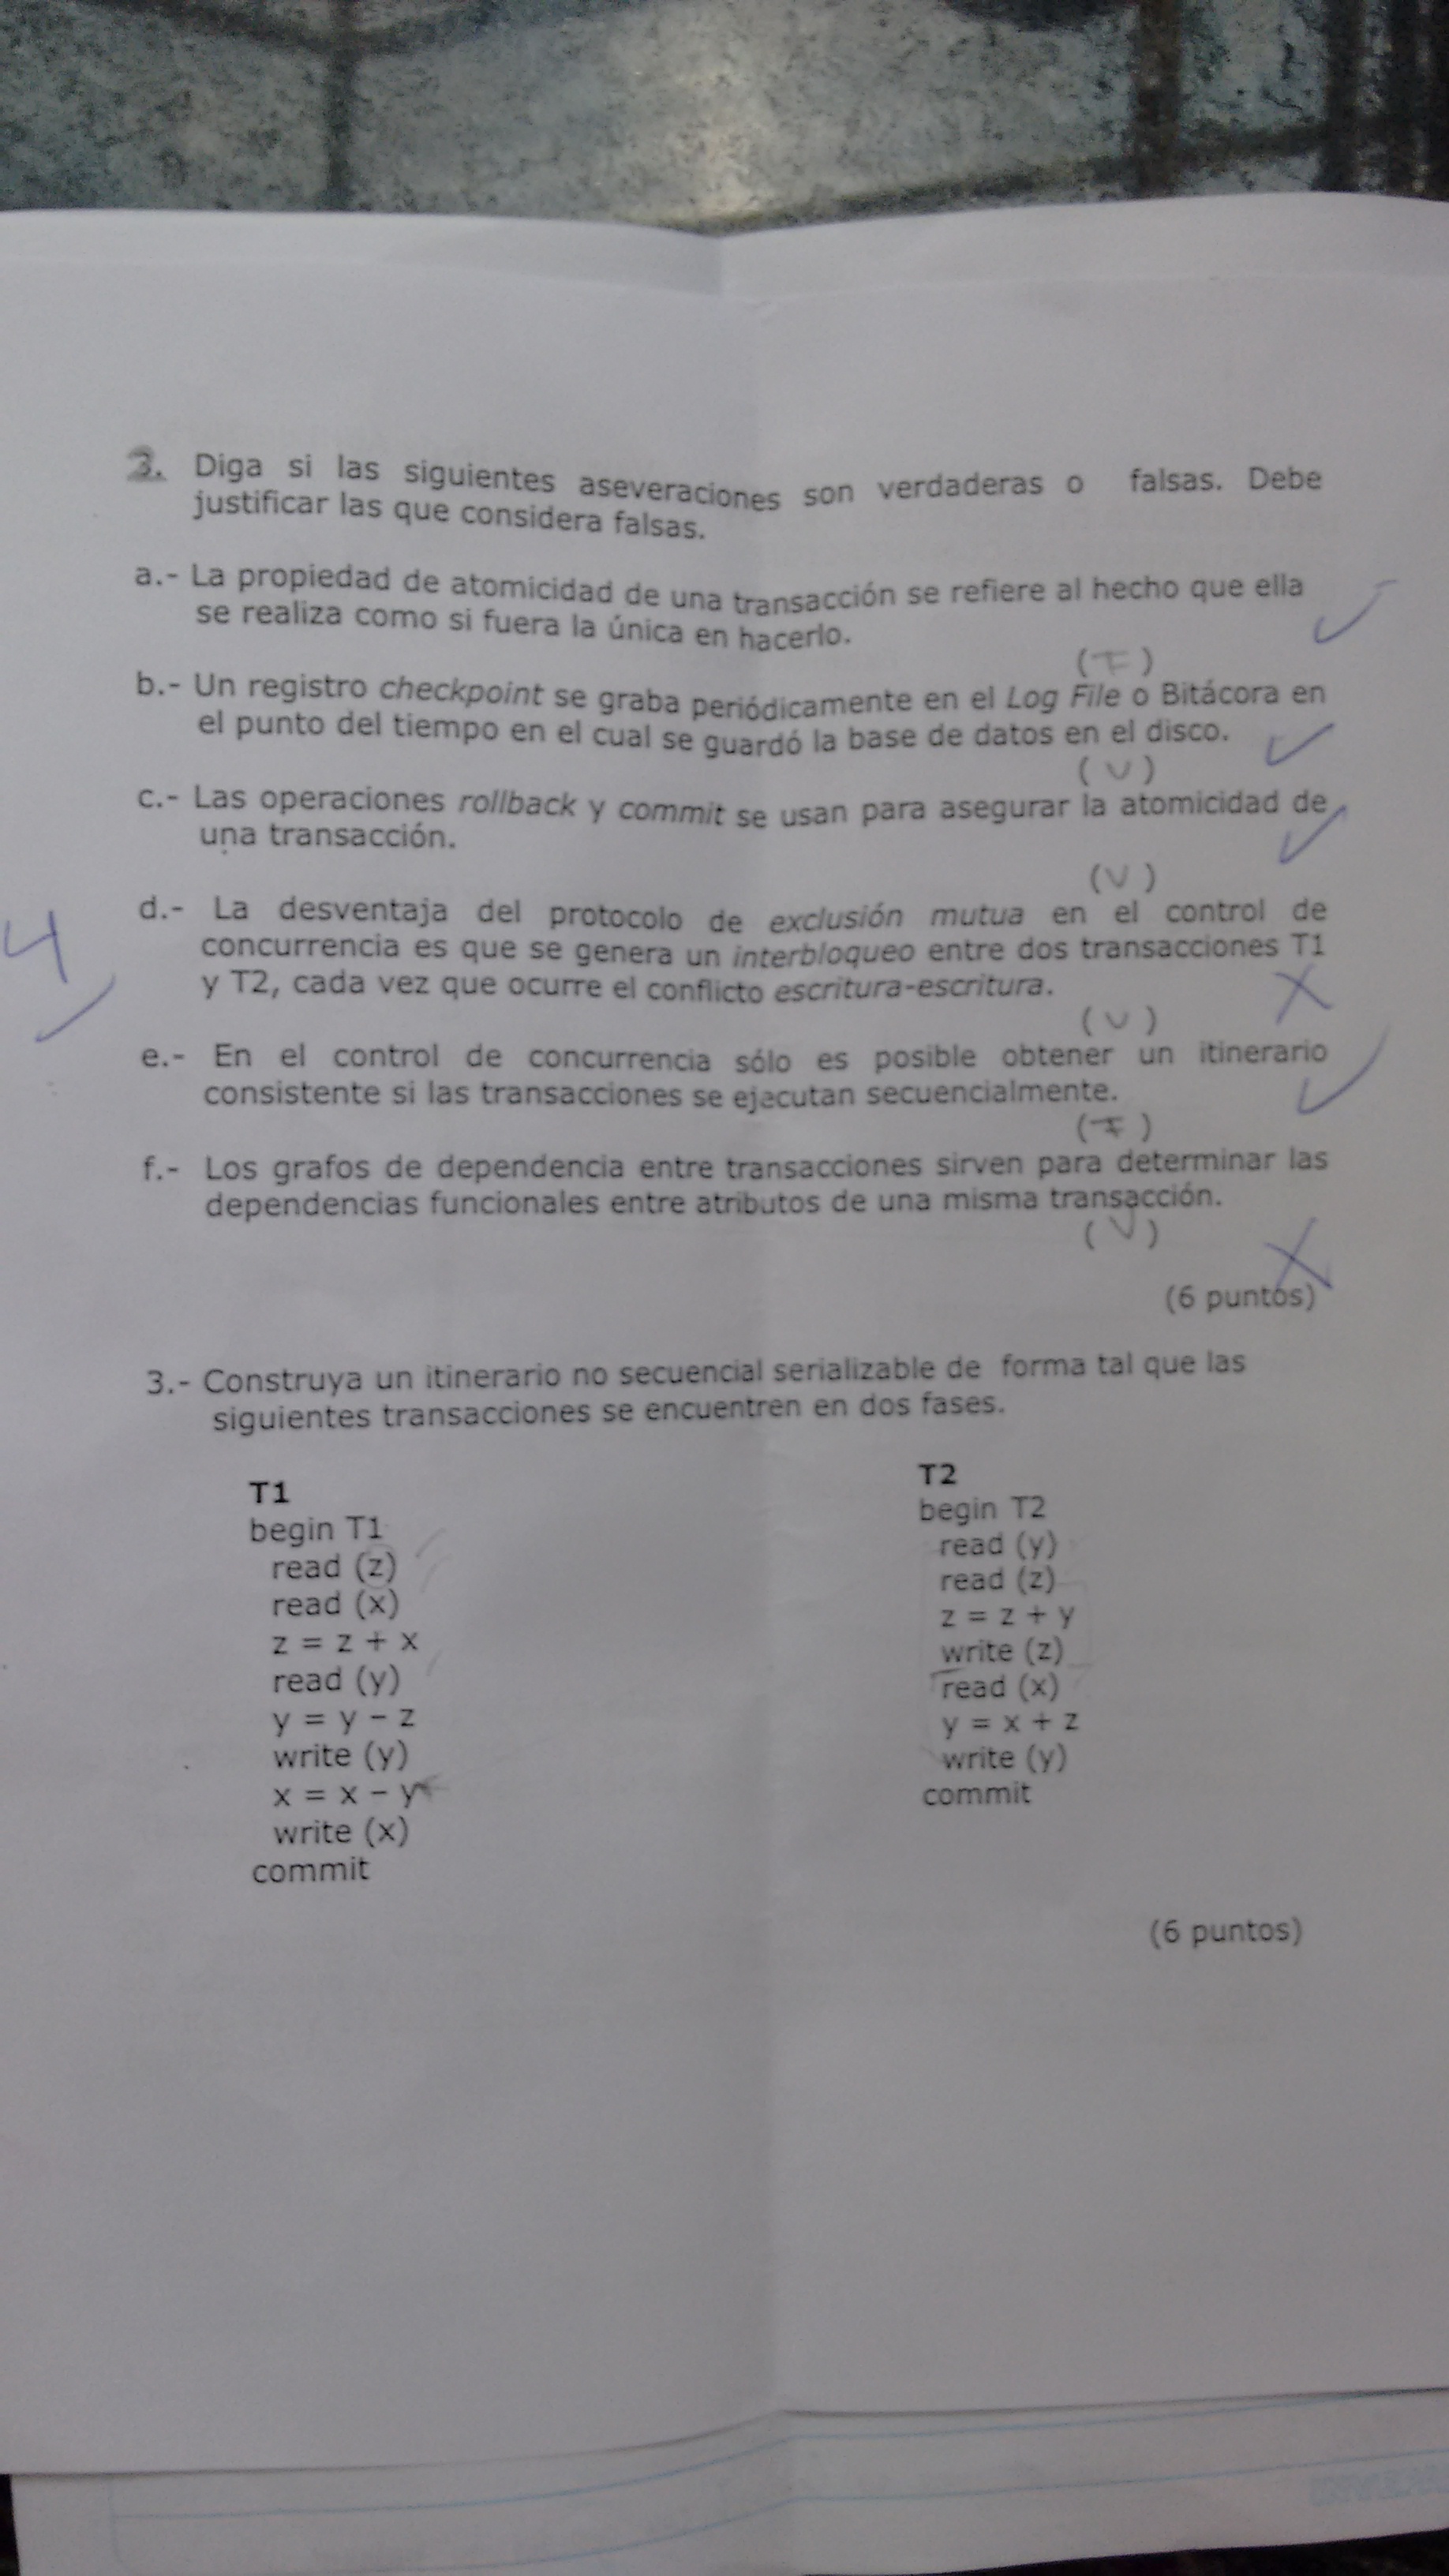 3. Diga si las siguientes aseveraciones son verdaderas o falsas. Debe
justificar las que considera falsas.
a.- La propiedad de atomicidad de una transacción se refiere al hecho que ella
se realiza como si fuera la única en hacerlo.
(F)
b.- Un registro checkpoint se graba periódicamente en el Log File o Bitácora en
el punto del tiempo en el cual se guardó la base de datos en el disco.
(V)
c.- Las operaciones rollback y commit se usan para asegurar la atomicidad de
una transacción.
(V)
d.- La desventaja del protocolo de exclusión mutua en el control de
4
concurrencia es que se genera un interbloqueo entre dos transacciones T1
y T2, cada vez que ocurre el conflicto escritura-escritura.
(V)
e.- En el control de concurrencia sólo es posible obtener un itinerario
consistente si las transacciones se ejecutan secuencialmente.
(F)
f.- Los grafos de dependencia entre transacciones sirven para determinar las
dependencias funcionales entre atributos de una misma transacción.
(V)
(6 puntos)
3.- Construya un itinerario no secuencial serializable de forma tal que las
siguientes transacciones se encuentren en dos fases.
T1
begin T1
read (z)
read (x)
z = z + x
read (y)
y = y - z
write (y)
x = x - y
write (x)
commit
T2
begin T2
read (y)
read (z)
z = z + y
write (z)
read (x)
y = x + z
write (y)
commit
(6 puntos)